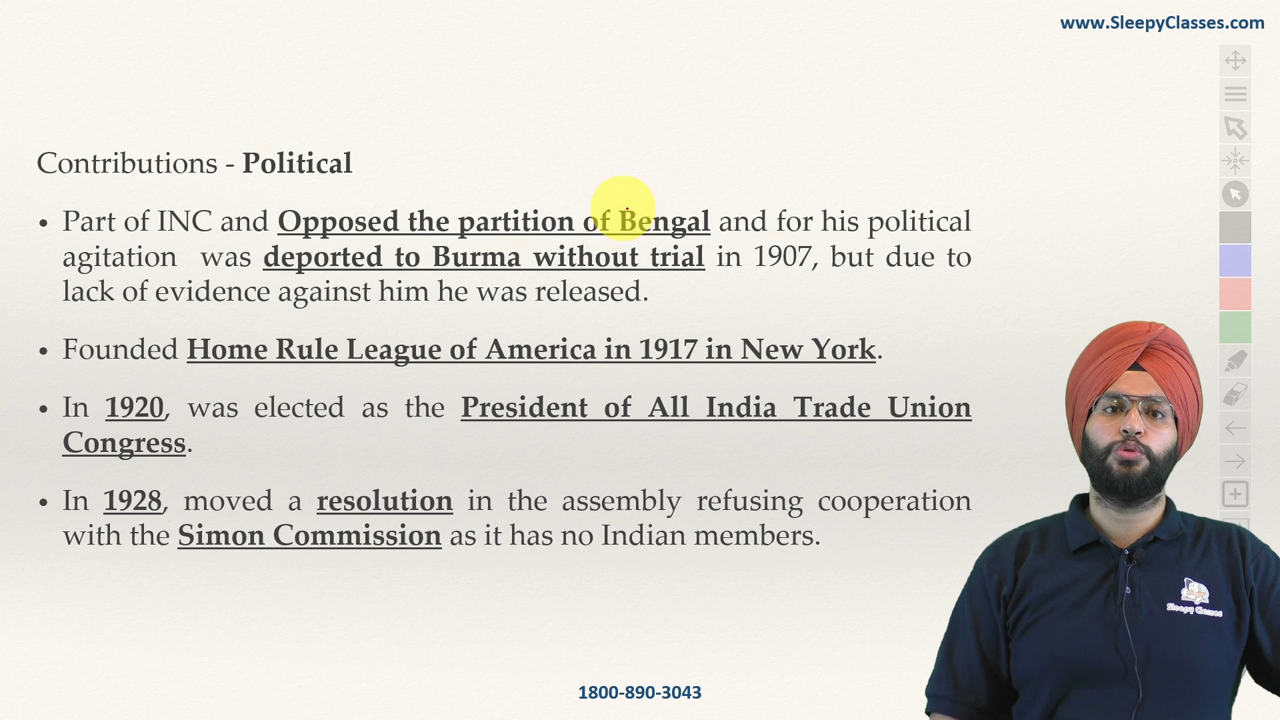 www.SleepyClasses.com
Contributions - Political
• Part of INC and Opposed the partition of Bengal and for his political
agitation was deported to Burma without trial in 1907, but due to
lack of evidence against him he was released.
• Founded Home Rule League of America in 1917 in New York.
• In 1920, was elected as the President of All India Trade Union
Congress.
• In 1928, moved a resolution in the assembly refusing cooperation
with the Simon Commission as it has no Indian members.
Sleepy Classes
1800-890-3043